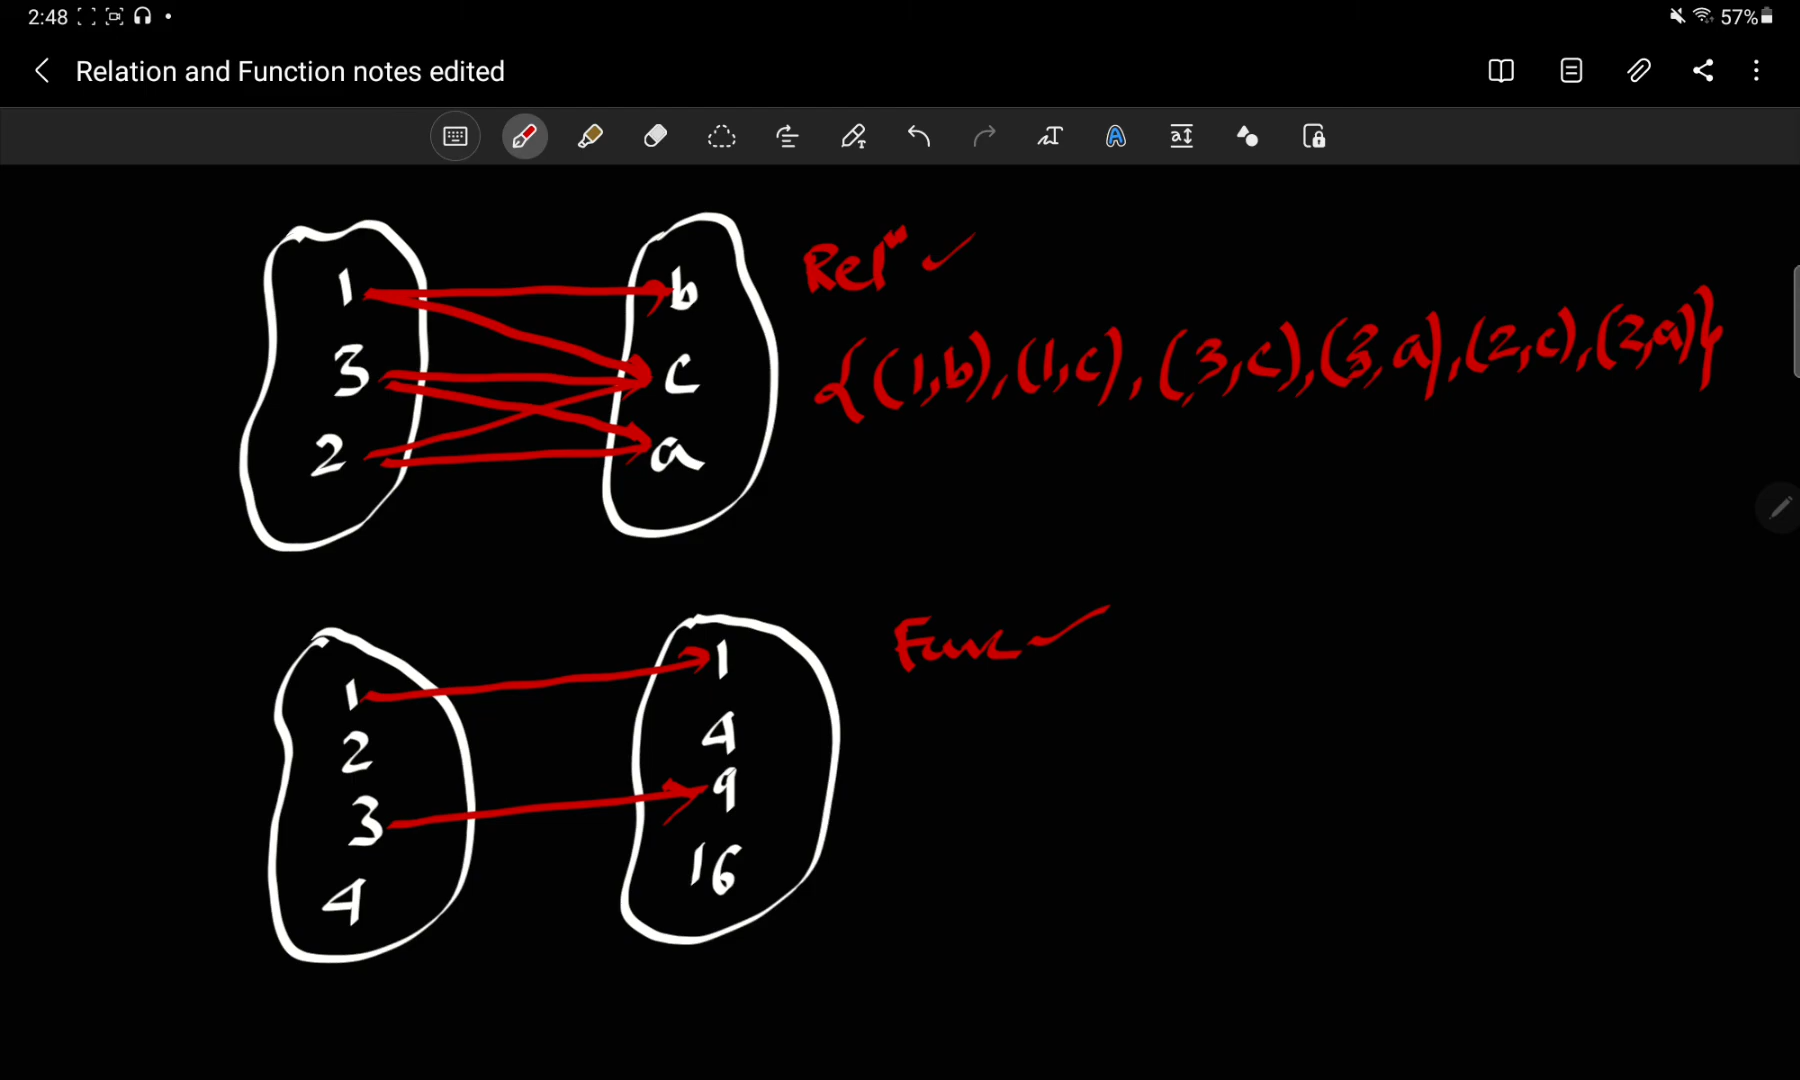 2:48 57%
Relation and Function notes edited
1 b Relⁿ ✓
3 c {(1,b),(1,c),(3,c),(3,a),(2,c),(2,a)}
2 a
1 1 Func ✓
2 4
3 9
4 16